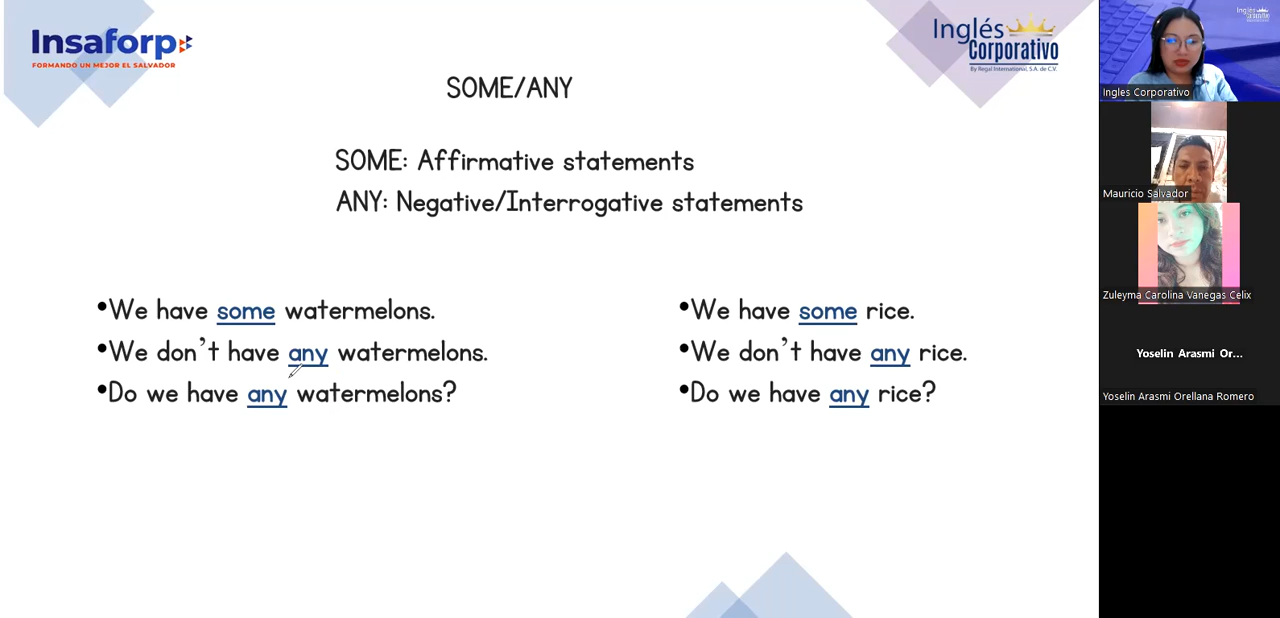 Insaforp
FORMANDO UN MEJOR EL SALVADOR
Inglés
Corporativo
By Regal International, S.A. de C.V.
SOME/ANY
SOME: Affirmative statements
ANY: Negative/Interrogative statements
•We have some watermelons.
•We don't have any watermelons.
•Do we have any watermelons?
•We have some rice.
•We don't have any rice.
•Do we have any rice?
Inglés
Corporativo
Ingles Corporativo
Mauricio Salvador
Zuleyma Carolina Vanegas Celix
Yoselin Arasmi Or...
Yoselin Arasmi Orellana Romero